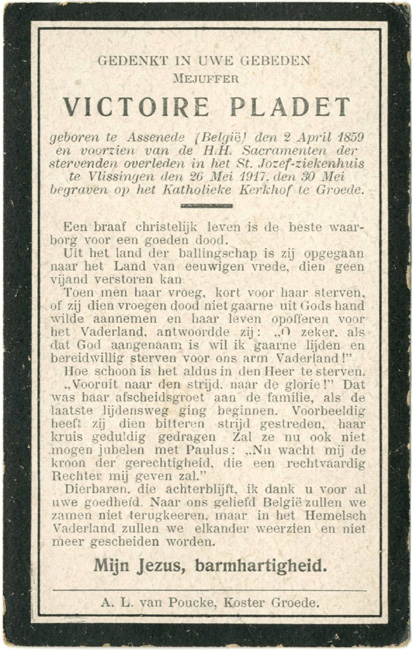 GEDENKT IN UWE GEBEDEN
MEJUFFER
VICTOIRE PLADET
geboren te Assenede (België) den 2 April 1859
en voorzien van de H.H. Sacramenten der
stervenden overleden in het St. Jozef-ziekenhuis
te Vlissingen den 26 Mei 1917. den 30 Mei
begraven op het Katholieke Kerkhof te Groede.
Een braaf christelijk leven is de beste waar-
borg voor een goeden dood.
Uit het land der ballingschap is zij opgegaan
naar het Land van eeuwigen vrede, dien geen
vijand verstoren kan.
Toen men haar vroeg, kort voor haar sterven,
of zij dien vroegen dood niet gaarne uit Gods hand
wilde aannemen en haar leven opofferen voor
het Vaderland, antwoordde zij: „O zeker, als
dat God aangenaam is wil ik gaarne lijden en
bereidwillig sterven voor ons arm Vaderland!"
Hoe schoon is het aldus in den Heer te sterven.
„Vooruit naar den strijd, naar de glorie!" Dat
was haar afscheidsgroet aan de familie, als de
laatste lijdensweg ging beginnen. Voorbeeldig
heeft zij dien bitteren strijd gestreden, haar
kruis geduldig gedragen Zal ze nu ook niet
mogen jubelen met Paulus: „Nu wacht mij de
kroon der gerechtigheid, die een rechtvaardig
Rechter mij geven zal."
Dierbaren, die achterblijft, ik dank u voor al
uwe goedheid. Naar ons geliefd België zullen we
zamen niet terugkeeren, maar in het Hemelsch
Vaderland zullen we elkander weerzien en niet
meer gescheiden worden.
Mijn Jezus, barmhartigheid.
A. L. van Poucke, Koster Groede.